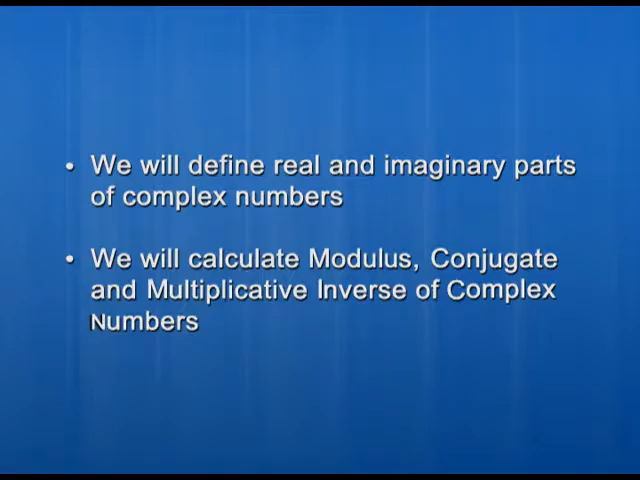 • We will define real and imaginary parts
of complex numbers
• We will calculate Modulus, Conjugate
and Multiplicative Inverse of Complex
Numbers